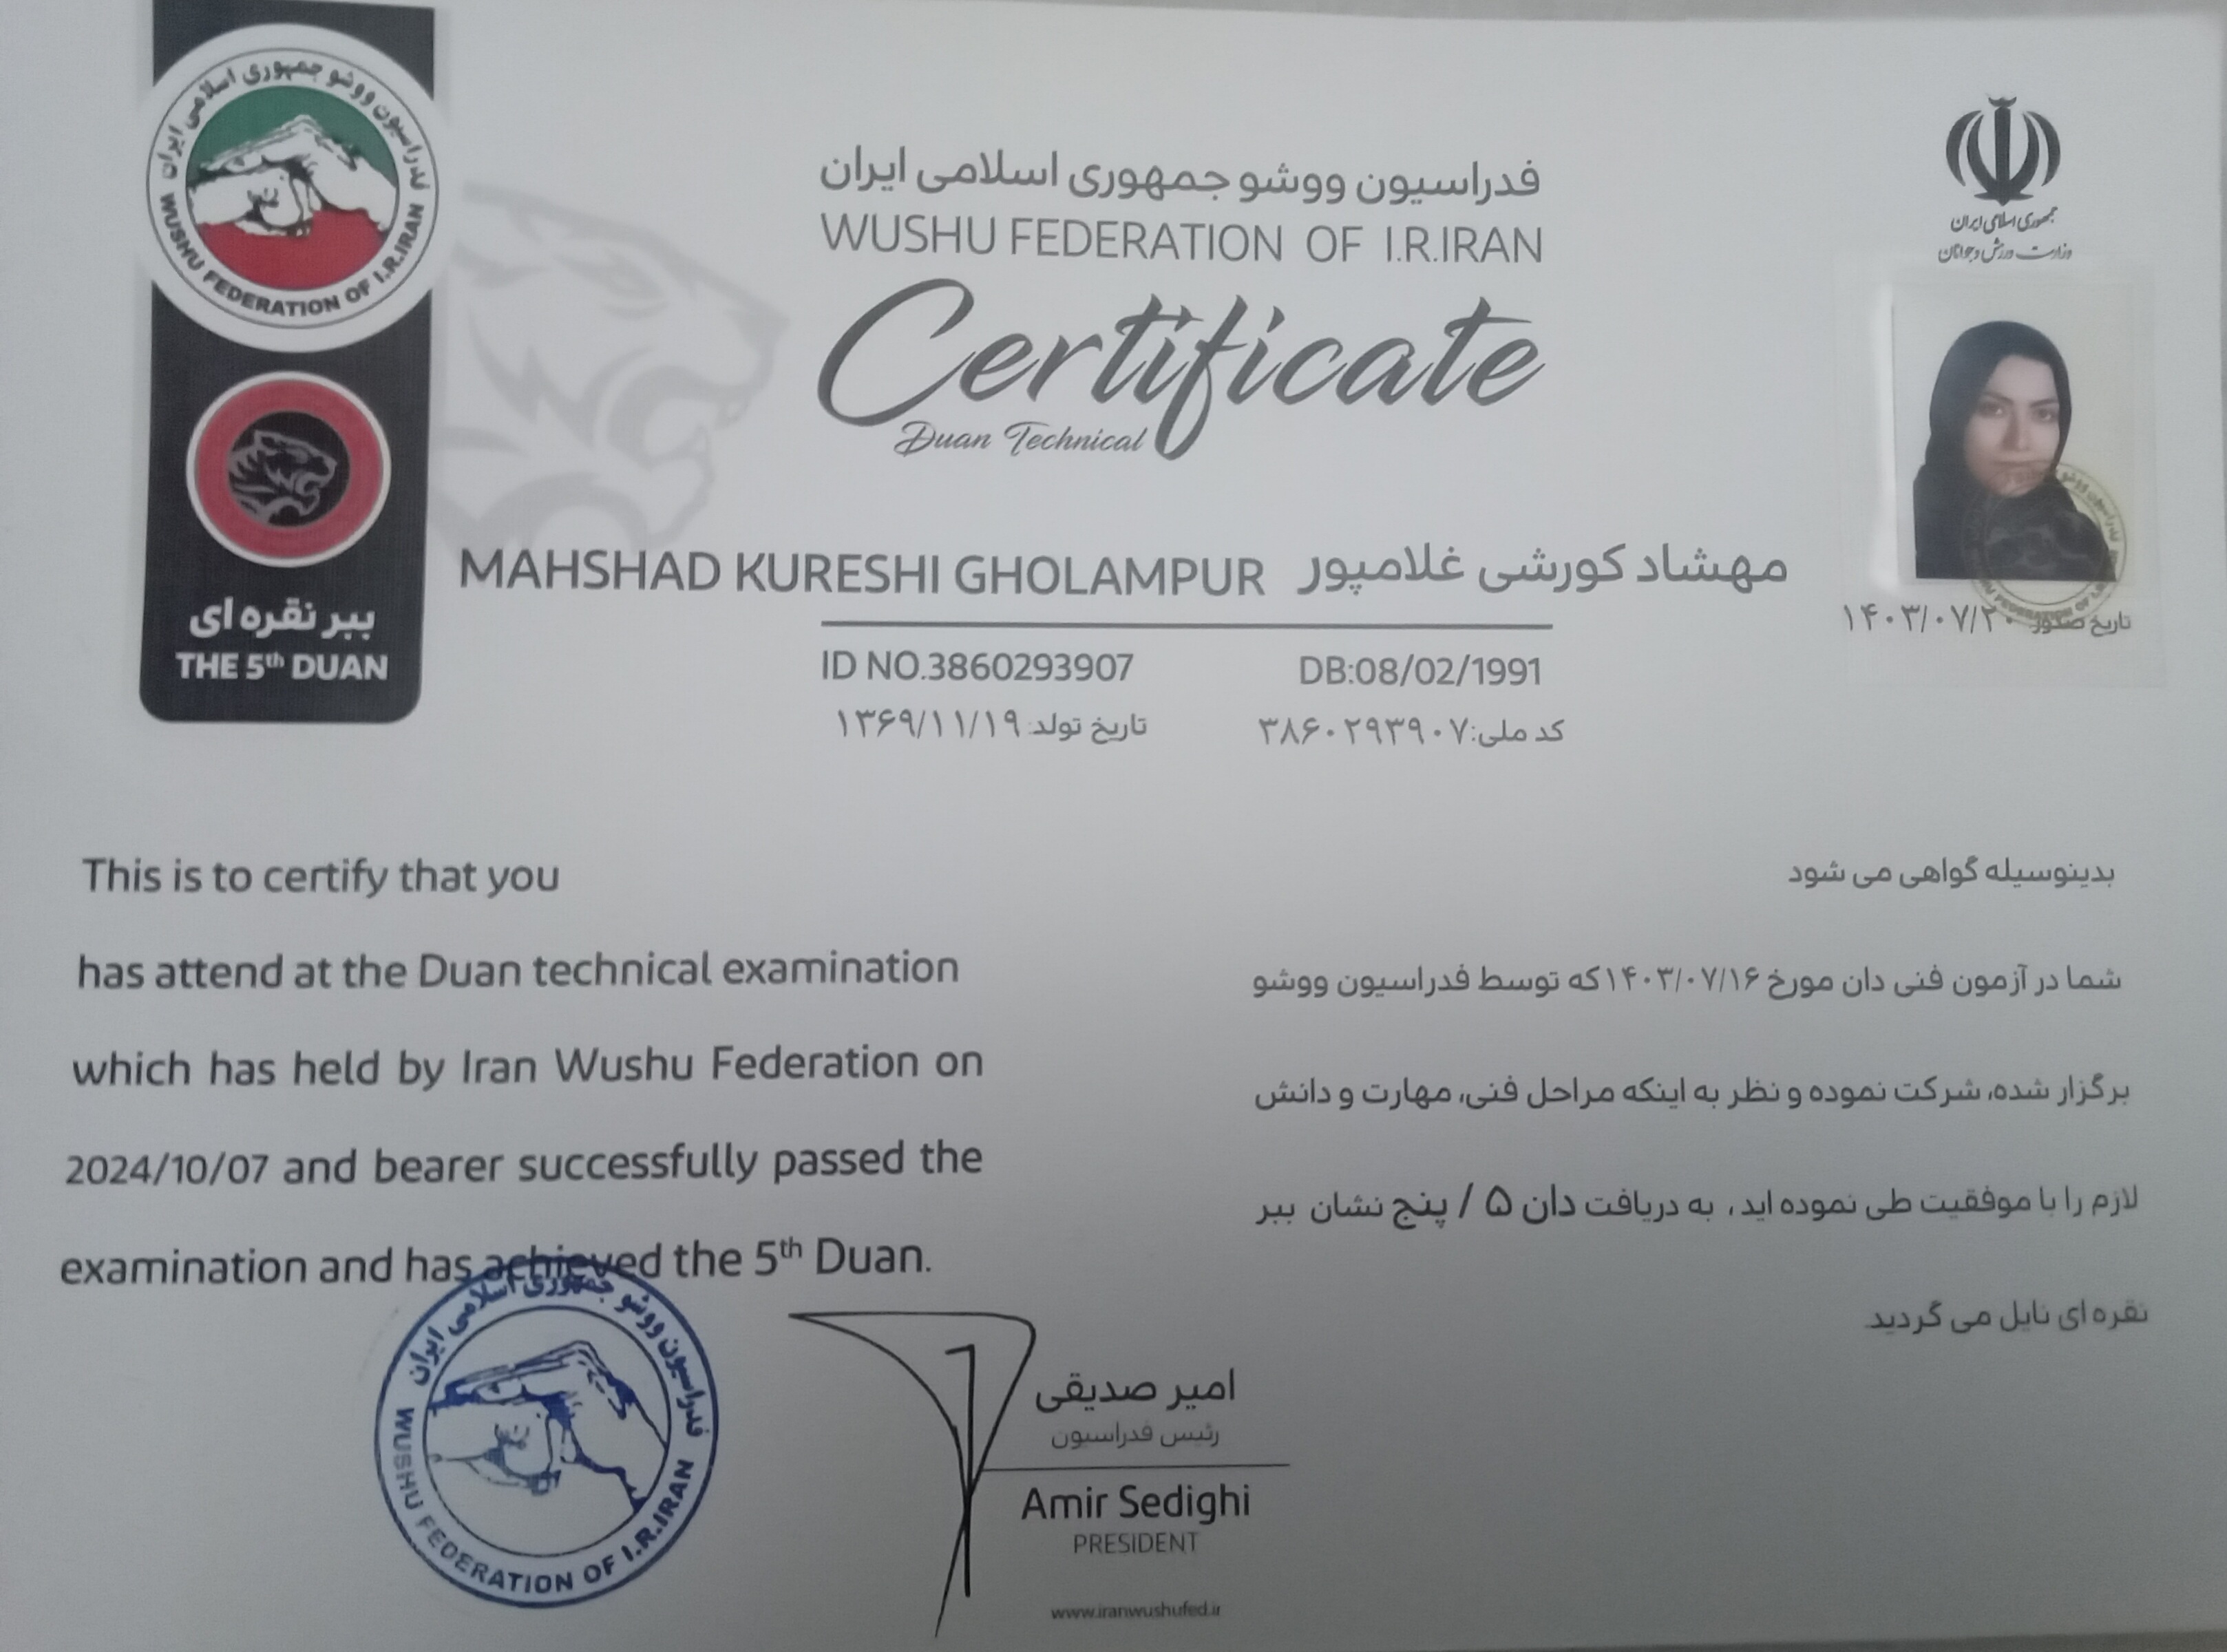 فدراسیون ووشو جمهوری اسلامی ایران
WUSHU FEDERATION OF I.R.IRAN
ببر نقره ای
THE 5th DUAN
فدراسیون ووشو جمهوری اسلامی ایران
WUSHU FEDERATION OF I.R.IRAN
Certificate
Duan Technical
جمهوری اسلامی ایران
وزارت ورزش و جوانان
تاریخ صدور ۱۴۰۳/۰۷/۲۰
MAHSHAD KURESHI GHOLAMPUR مهشاد کورشی غلامپور
ID NO.3860293907 DB:08/02/1991
تاریخ تولد: ۱۳۶۹/۱۱/۱۹ کد ملی:۳۸۶۰۲۹۳۹۰۷
This is to certify that you
has attend at the Duan technical examination
which has held by Iran Wushu Federation on
2024/10/07 and bearer successfully passed the
examination and has achieved the 5th Duan.
بدینوسیله گواهی می شود
شما در آزمون فنی دان مورخ ۱۴۰۳/۰۷/۱۶ که توسط فدراسیون ووشو
برگزار شده، شرکت نموده و نظر به اینکه مراحل فنی، مهارت و دانش
لازم را با موفقیت طی نموده اید، به دریافت دان ۵ / پنج نشان ببر
نقره ای نایل می گردید.
فدراسیون ووشو جمهوری اسلامی ایران
WUSHU FEDERATION OF I.R.IRAN
امیر صدیقی
رئیس فدراسیون
Amir Sedighi
PRESIDENT
www.iranwushufed.ir